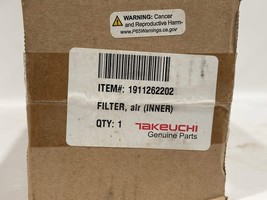 WARNING: Cancer
and Reproductive Harm-
www.P65Warnings.ca.gov
ITEM#: 1911262202
FILTER, air (INNER)
QTY: 1
TAKEUCHI
Genuine Parts